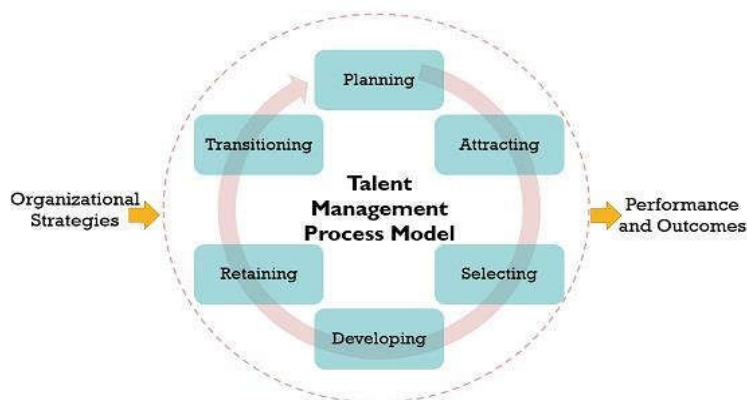 Planning
Transitioning
Attracting
Talent
Management
Process Model
Organizational
Strategies
Performance
and Outcomes
Retaining
Selecting
Developing